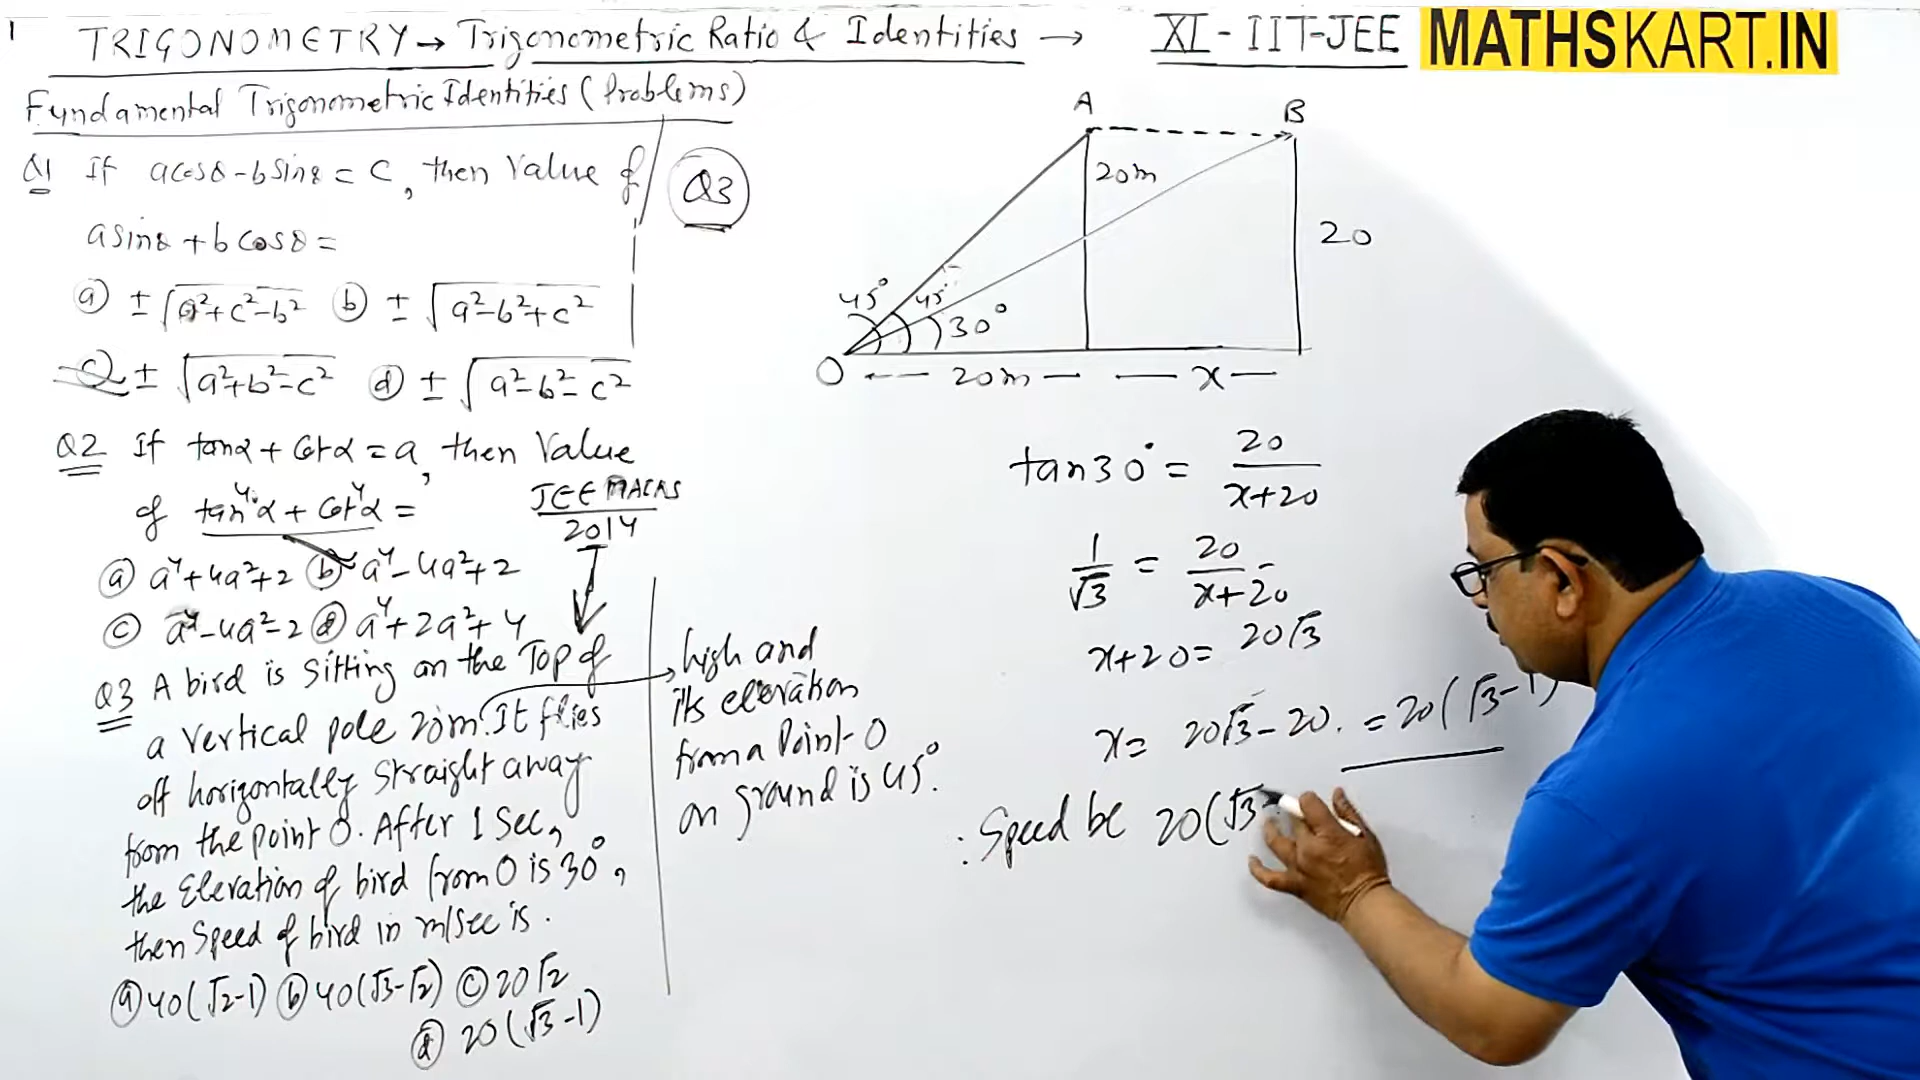 1
TRIGONOMETRY → Trigonometric Ratio & Identities → XI - IIT-JEE MATHSKART.IN
Fundamental Trigonometric Identities (Problems)
Q1 If acosθ - bsinθ = c, then Value of
asinθ + bcosθ =
(a) ± √(a²+c²-b²) (b) ± √(a²-b²+c²)
(c) ± √(a²+b²-c²) (d) ± √(a²-b²-c²)
Q2 If tanα + Cotα = a, then Value
of tan⁴α + Cot⁴α =
JEE MAINS
2014
(a) a⁴+4a²+2 (b) a⁴-4a²+2
(c) a⁴-4a²-2 (d) a⁴+2a²+4
Q3 A bird is Sitting on the Top of
a vertical pole 20m. It flies
off horizontally straight away
from the point O. After 1 Sec,
the Elevation of bird from O is 30°,
then Speed of bird in m/sec is.
(a) 40(√2-1) (b) 40(√3-√2) (c) 20√2
(d) 20(√3-1)
high and
its elevation
from a Point O
on ground is 45°.
Q3
A B
20m
20
45° 45° 30°
O 20m x
tan30° = 20/(x+20)
1/√3 = 20/(x+20)
x+20 = 20√3
x = 20√3 - 20. = 20(√3-1)
∴ Speed be 20(√3